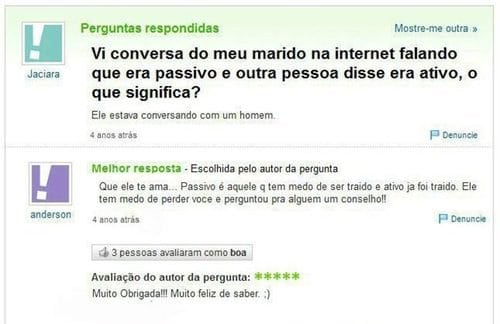 Perguntas respondidas
Mostre-me outra »
Jaciara
Vi conversa do meu marido na internet falando
que era passivo e outra pessoa disse era ativo, o
que significa?
Ele estava conversando com um homem.
4 anos atrás
Denuncie
Melhor resposta - Escolhida pelo autor da pergunta
anderson
Que ele te ama... Passivo é aquele q tem medo de ser traido e ativo ja foi traido. Ele
tem medo de perder voce e perguntou pra alguem um conselho!!
4 anos atrás
Denuncie
3 pessoas avaliaram como boa
Avaliação do autor da pergunta: *****
Muito Obrigada!!! Muito feliz de saber. ;)